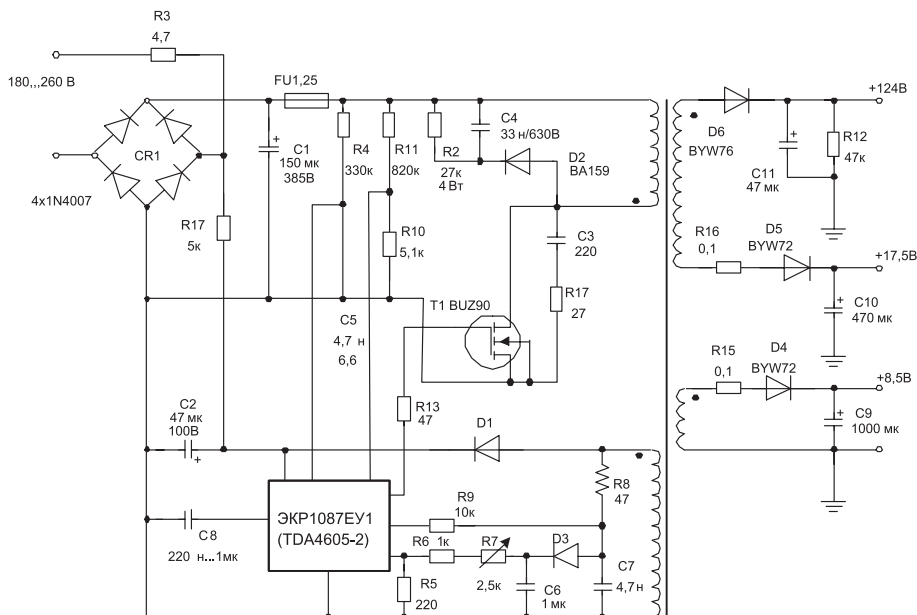 R3
4,7
180,,,260 В
FU1,25
+124В
CR1
C1
150 мк
385В
R4
330к
R11
820к
R2
27к
4 Вт
C4
33 н/630В
D2
BA159
D6
BYW76
C11
47 мк
R12
47к
4x1N4007
R17
5к
R10
5,1к
C3
220
R16
0,1
D5
BYW72
+17,5В
T1 BUZ90
R17
27
C10
470 мк
C5
4,7 н
6,6
R15
0,1
D4
BYW72
+8,5В
C2
47 мк
100В
R13
47
D1
C9
1000 мк
R8
47
ЭКР1087ЕУ1
(TDA4605-2)
R9
10к
C8
220 н...1мк
R6
1к
R7
2,5к
D3
C7
4,7н
R5
220
C6
1 мк